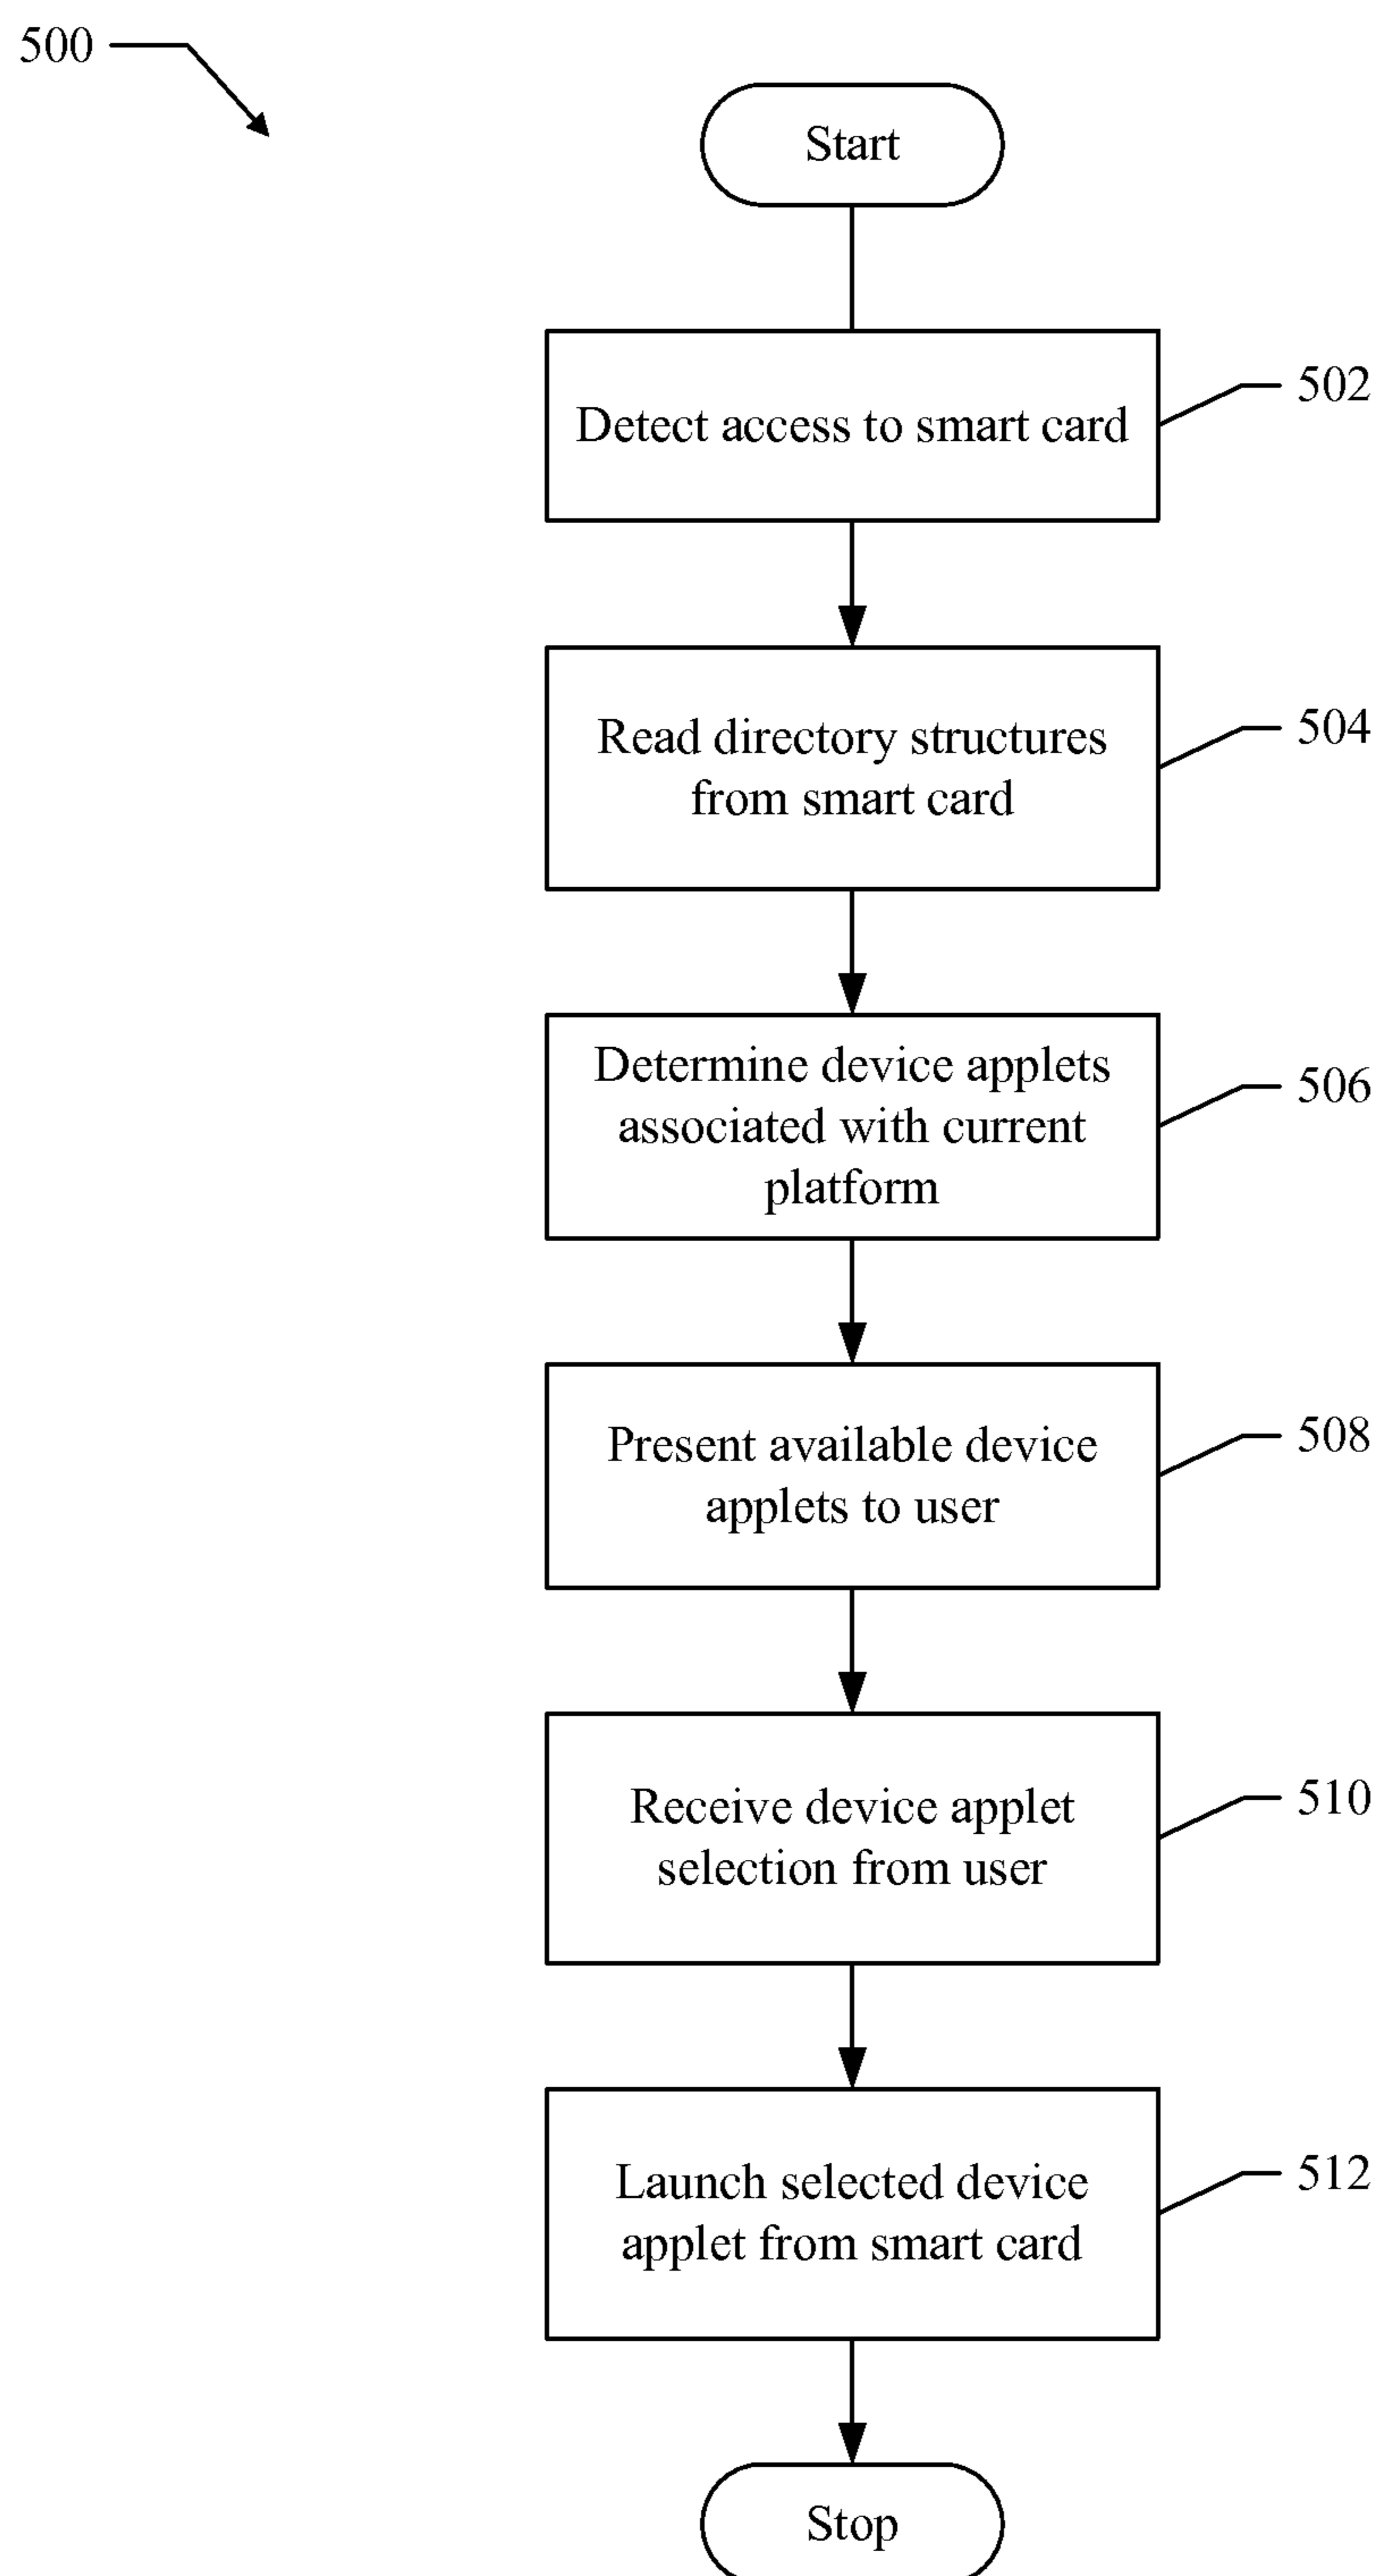 500
Start
Detect access to smart card
502
Read directory structures
from smart card
504
Determine device applets
associated with current
platform
506
Present available device
applets to user
508
Receive device applet
selection from user
510
Launch selected device
applet from smart card
512
Stop